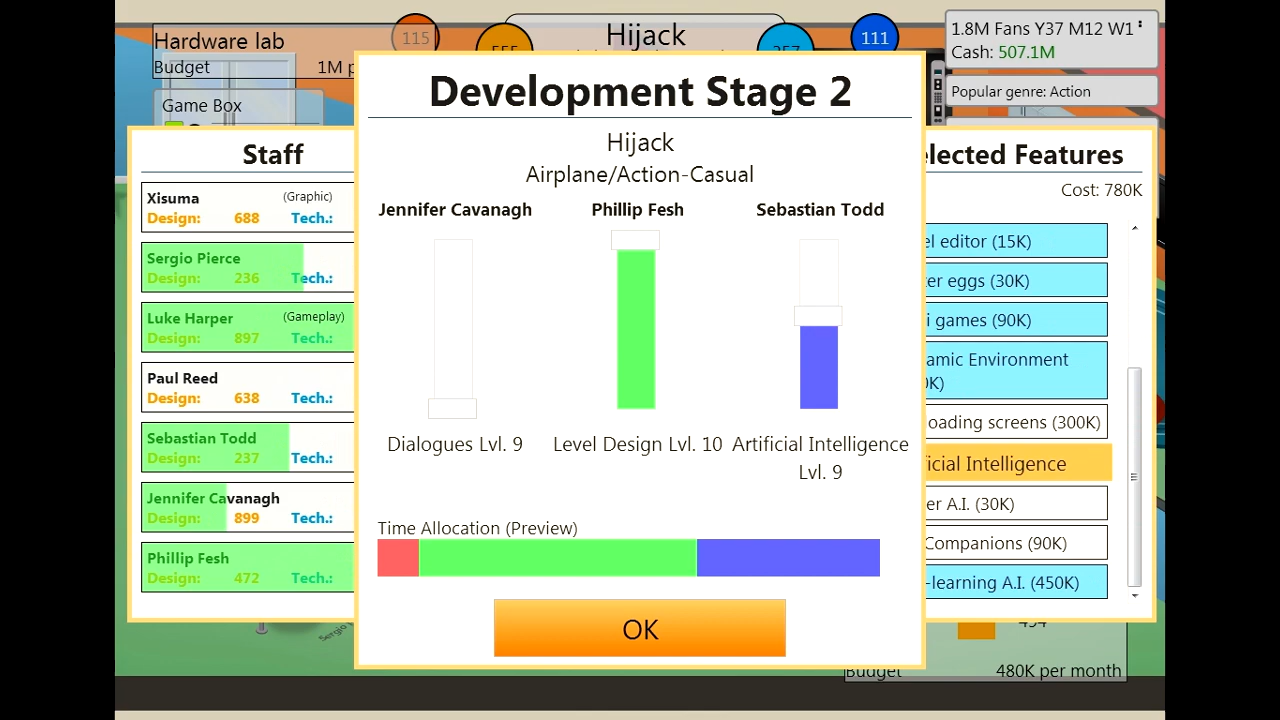 115
Hijack
257
111
1.8M Fans Y37 M12 W1
Cash: 507.1M
Hardware lab
Budget 1M p
Popular genre: Action
Game Box
Development Stage 2
Hijack
Airplane/Action-Casual
Jennifer Cavanagh Phillip Fesh Sebastian Todd
Dialogues Lvl. 9 Level Design Lvl. 10 Artificial Intelligence
Lvl. 9
Time Allocation (Preview)
OK
Staff
Xisuma (Graphic)
Design: 688 Tech.:
Sergio Pierce
Design: 236 Tech.:
Luke Harper (Gameplay)
Design: 897 Tech.:
Paul Reed
Design: 638 Tech.:
Sebastian Todd
Design: 237 Tech.:
Jennifer Cavanagh
Design: 899 Tech.:
Phillip Fesh
Design: 472 Tech.:
elected Features
Cost: 780K
el editor (15K)
ter eggs (30K)
i games (90K)
amic Environment
0K)
oading screens (300K)
ficial Intelligence
er A.I. (30K)
Companions (90K)
-learning A.I. (450K)
Sergio
Budget 480K per month